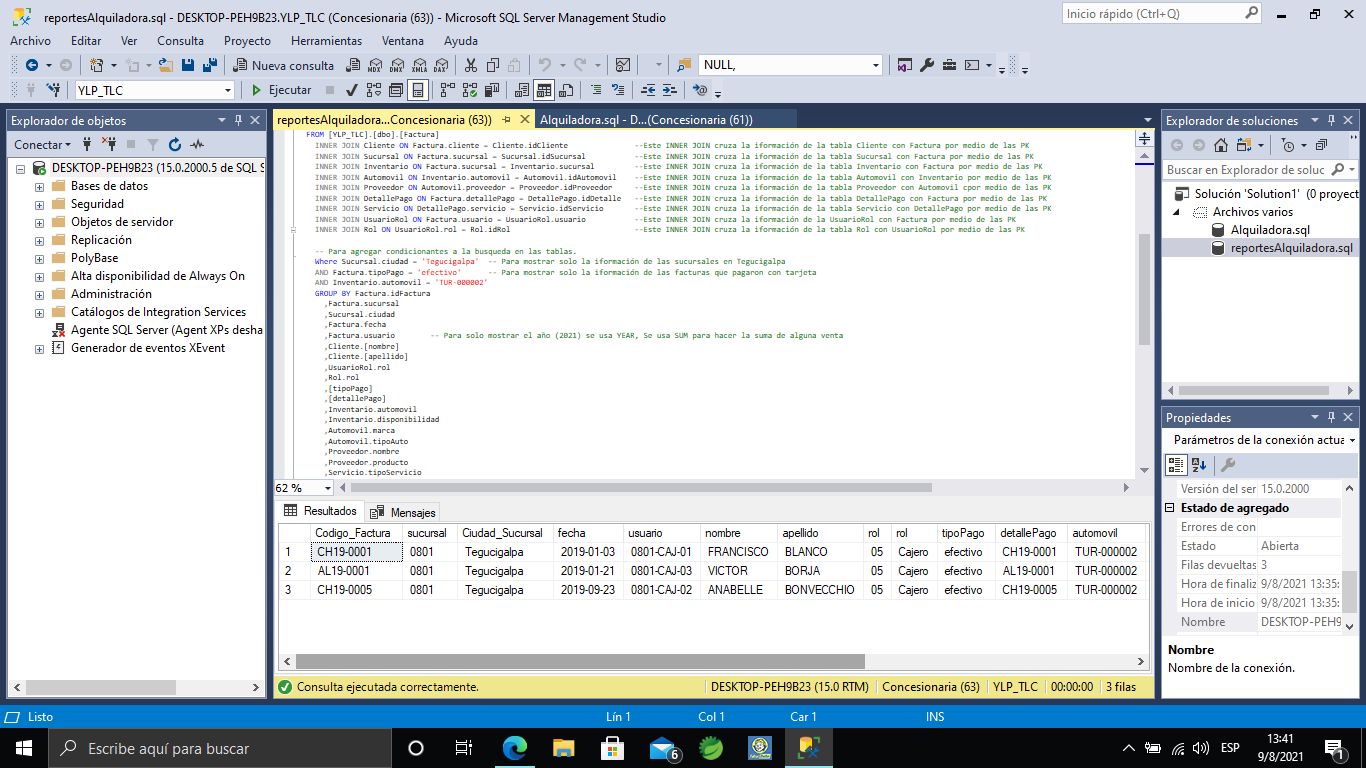 reportesAlquiladora.sql - DESKTOP-PEH9B23.YLP_TLC (Concesionaria (63)) - Microsoft SQL Server Management Studio
Inicio rápido (Ctrl+Q)
Archivo Editar Ver Consulta Proyecto Herramientas Ventana Ayuda
Nueva consulta MDX DMX XMLA DAX NULL,
YLP_TLC Ejecutar
Explorador de objetos
Conectar
DESKTOP-PEH9B23 (15.0.2000.5 de SQL S
Bases de datos
Seguridad
Objetos de servidor
Replicación
PolyBase
Alta disponibilidad de Always On
Administración
Catálogos de Integration Services
Agente SQL Server (Agent XPs desha
Generador de eventos XEvent
reportesAlquiladora...Concesionaria (63)) Alquiladora.sql - D...(Concesionaria (61))
FROM [YLP_TLC].[dbo].[Factura]
INNER JOIN Cliente ON Factura.cliente = Cliente.idCliente --Este INNER JOIN cruza la iformación de la tabla Cliente con Factura por medio de las PK
INNER JOIN Sucursal ON Factura.sucursal = Sucursal.idSucursal --Este INNER JOIN cruza la iformación de la tabla Sucursal con Factura por medio de las PK
INNER JOIN Inventario ON Factura.sucursal = Inventario.sucursal --Este INNER JOIN cruza la iformación de la tabla Inventario con Factura por medio de las PK
INNER JOIN Automovil ON Inventario.automovil = Automovil.idAutomovil --Este INNER JOIN cruza la iformación de la tabla Automovil con Inventario por medio de las PK
INNER JOIN Proveedor ON Automovil.proveedor = Proveedor.idProveedor --Este INNER JOIN cruza la iformación de la tabla Proveedor con Automovil cpor medio de las PK
INNER JOIN DetallePago ON Factura.detallePago = DetallePago.idDetalle --Este INNER JOIN cruza la iformación de la tabla DetallePago con Factura por medio de las PK
INNER JOIN Servicio ON DetallePago.servicio = Servicio.idServicio --Este INNER JOIN cruza la iformación de la tabla Servicio con DetallePago por medio de las PK
INNER JOIN UsuarioRol ON Factura.usuario = UsuarioRol.usuario --Este INNER JOIN cruza la iformación de la UsuarioRol con Factura por medio de las PK
INNER JOIN Rol ON UsuarioRol.rol = Rol.idRol --Este INNER JOIN cruza la iformación de la tabla Rol con UsuarioRol por medio de las PK
-- Para agregar condicionantes a la busqueda en las tablas.
Where Sucursal.ciudad = 'Tegucigalpa' -- Para mostrar solo la iformación de las sucursales en Tegucigalpa
AND Factura.tipoPago = 'efectivo' -- Para mostrar solo la iformación de las facturas que pagaron con tarjeta
AND Inventario.automovil = 'TUR-000002'
GROUP BY Factura.idFactura
,Factura.sucursal
,Sucursal.ciudad
,Factura.fecha
,Factura.usuario -- Para solo mostrar el año (2021) se usa YEAR, Se usa SUM para hacer la suma de alguna venta
,Cliente.[nombre]
,Cliente.[apellido]
,UsuarioRol.rol
,Rol.rol
,[tipoPago]
,[detallePago]
,Inventario.automovil
,Inventario.disponibilidad
,Automovil.marca
,Automovil.tipoAuto
,Proveedor.nombre
,Proveedor.producto
,Servicio.tipoServicio
62 %
Resultados Mensajes
Codigo_Factura sucursal Ciudad_Sucursal fecha usuario nombre apellido rol rol tipoPago detallePago automovil
1 CH19-0001 0801 Tegucigalpa 2019-01-03 0801-CAJ-01 FRANCISCO BLANCO 05 Cajero efectivo CH19-0001 TUR-000002
2 AL19-0001 0801 Tegucigalpa 2019-01-21 0801-CAJ-03 VICTOR BORJA 05 Cajero efectivo AL19-0001 TUR-000002
3 CH19-0005 0801 Tegucigalpa 2019-09-23 0801-CAJ-02 ANABELLE BONVECCHIO 05 Cajero efectivo CH19-0005 TUR-000002
Consulta ejecutada correctamente. DESKTOP-PEH9B23 (15.0 RTM) Concesionaria (63) YLP_TLC 00:00:00 3 filas
Explorador de soluciones
Buscar en Explorador de soluc
Solución 'Solution1' (0 proyect
Archivos varios
Alquiladora.sql
reportesAlquiladora.sql
Propiedades
Parámetros de la conexión actua
Versión del ser 15.0.2000
Estado de agregado
Errores de con
Estado Abierta
Filas devueltas 3
Hora de finaliz 9/8/2021 13:35:
Hora de inicio 9/8/2021 13:35:
Nombre DESKTOP-PEH9
Nombre
Nombre de la conexión.
Listo Lín 1 Col 1 Car 1 INS
Escribe aquí para buscar
6
ESP
13:41
9/8/2021
1